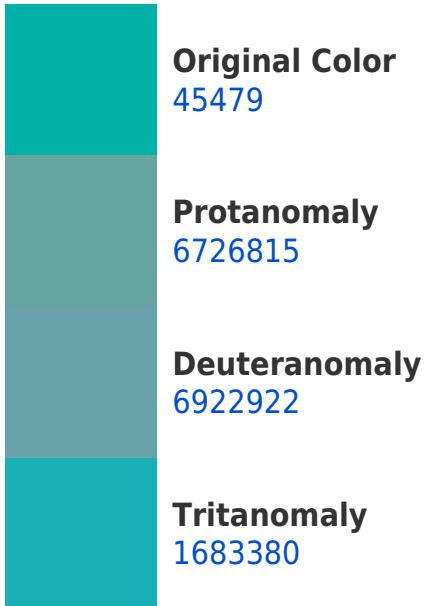 Original Color
45479
Protanomaly
6726815
Deuteranomaly
6922922
Tritanomaly
1683380